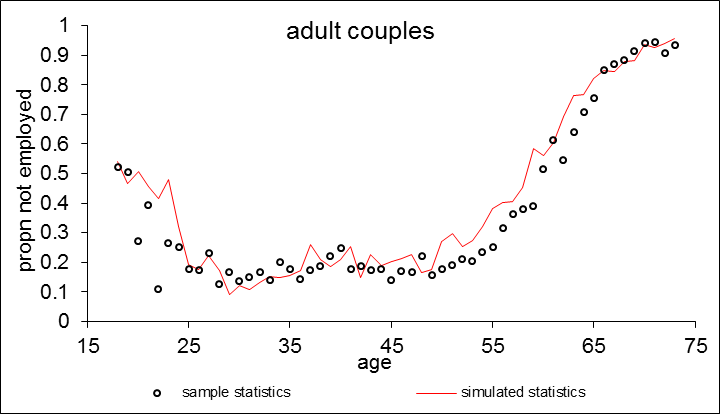 adult couples
propn not employed
1
0.9
0.8
0.7
0.6
0.5
0.4
0.3
0.2
0.1
0
15 25 35 45 55 65 75
age
sample statistics simulated statistics